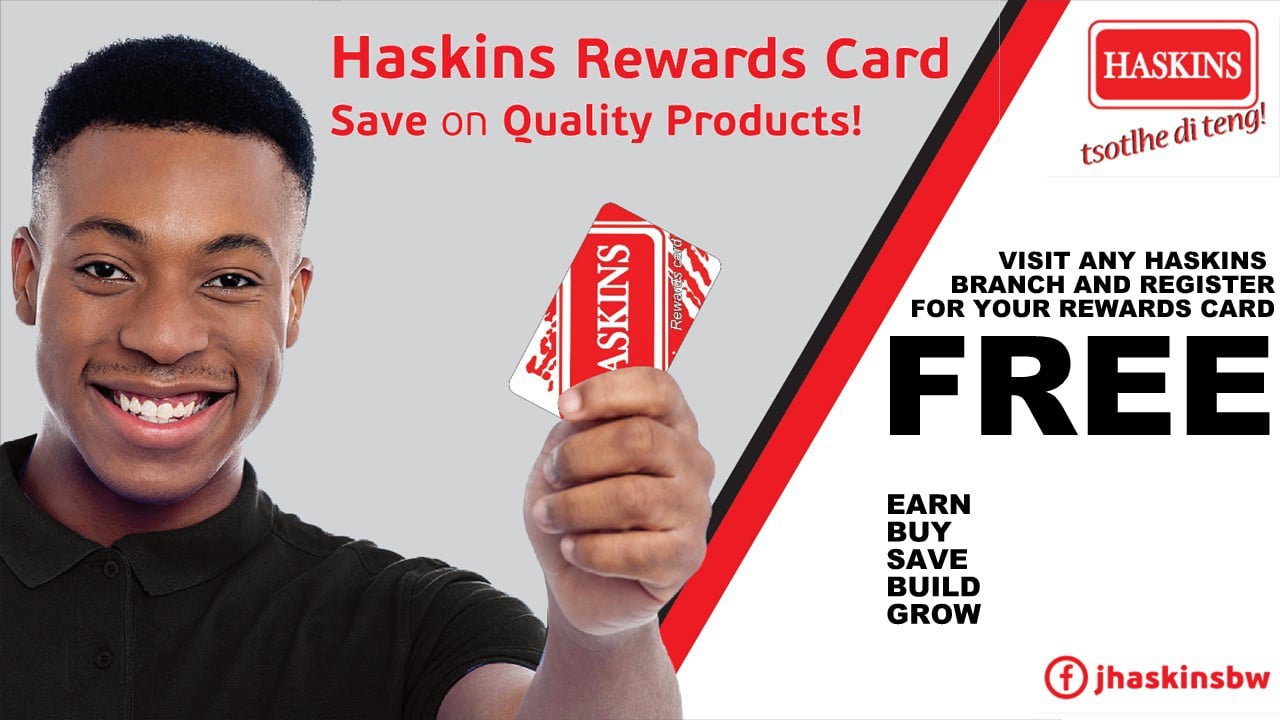 Haskins Rewards Card
Save on Quality Products!
HASKINS
tsotlhe di teng!
ASKINS
Rewards card
VISIT ANY HASKINS
BRANCH AND REGISTER
FOR YOUR REWARDS CARD
FREE
EARN
BUY
SAVE
BUILD
GROW
jhaskinsbw